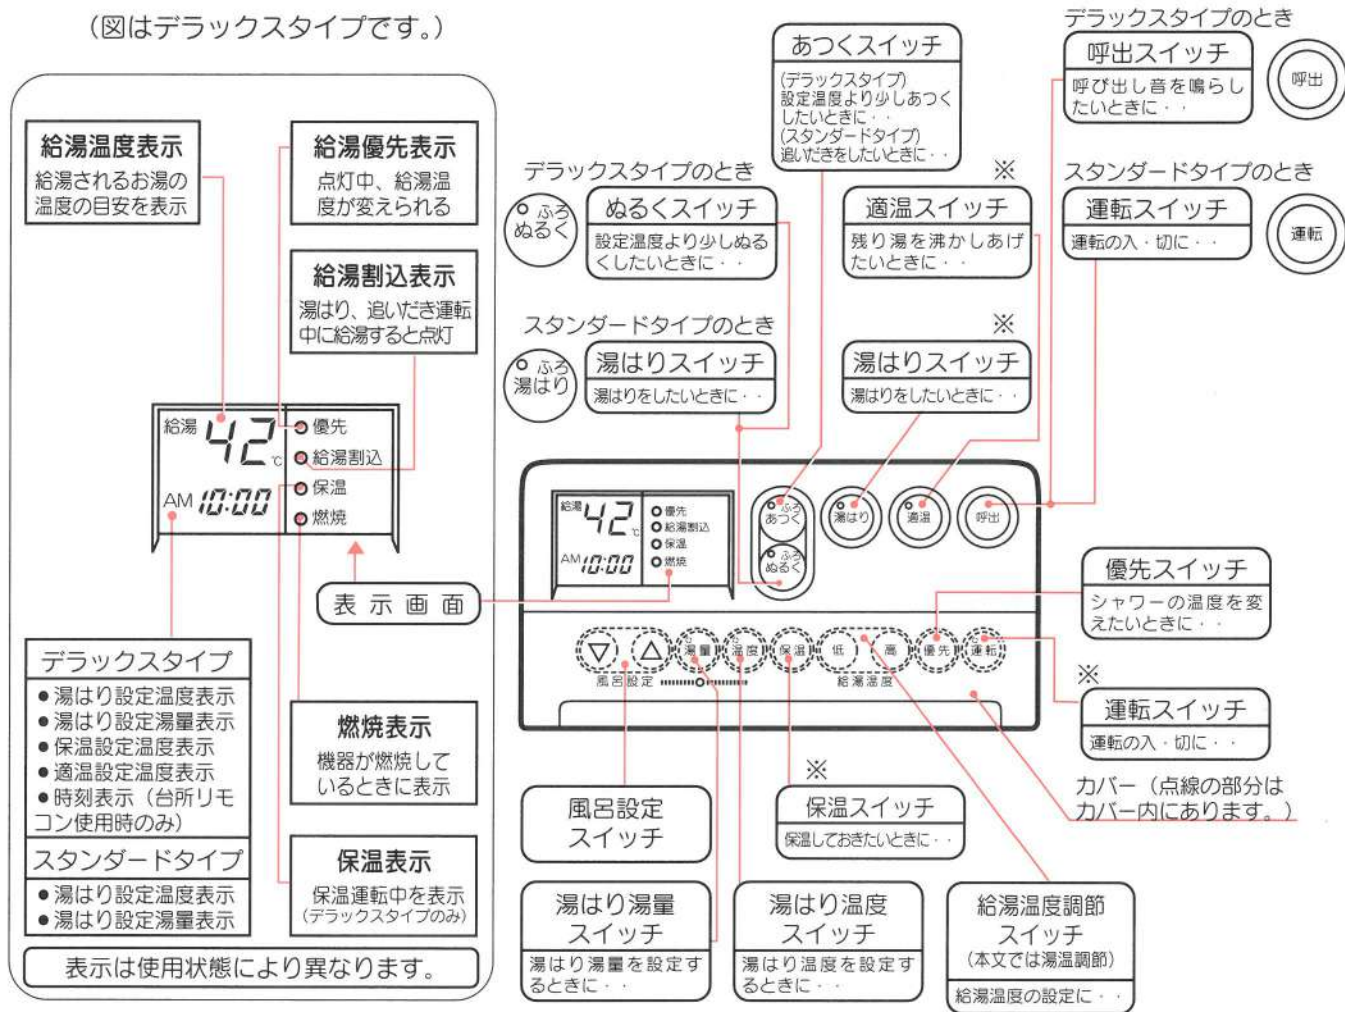 (図はデラックスタイプです。)
給湯温度表示
給湯されるお湯の
温度の目安を表示
給湯優先表示
点灯中、給湯温
度が変えられる
給湯割込表示
湯はり、追いだき運転
中に給湯すると点灯
給湯 42 ℃
AM 10:00
優先
給湯割込
保温
燃焼
表示画面
デラックスタイプ
●湯はり設定温度表示
●湯はり設定湯量表示
●保温設定温度表示
●適温設定温度表示
●時刻表示(台所リモ
コン使用時のみ)
スタンダードタイプ
●湯はり設定温度表示
●湯はり設定湯量表示
燃焼表示
機器が燃焼して
いるときに表示
保温表示
保温運転中を表示
(デラックスタイプのみ)
表示は使用状態により異なります。
あつくスイッチ
(デラックスタイプ)
設定温度より少しあつく
したいときに・・
(スタンダードタイプ)
追いだきをしたいときに・・
デラックスタイプのとき
呼出スイッチ
呼び出し音を鳴らし
たいときに・・
呼出
デラックスタイプのとき
ふろ
ぬるく
ぬるくスイッチ
設定温度より少しぬる
くしたいときに・・
※
適温スイッチ
残り湯を沸かしあげ
たいときに・・
スタンダードタイプのとき
運転スイッチ
運転の入・切に・・
運転
スタンダードタイプのとき
ふろ
湯はり
湯はりスイッチ
湯はりをしたいときに・・
※
湯はりスイッチ
湯はりをしたいときに・・
給湯 42 ℃
AM 10:00
優先
給湯割込
保温
燃焼
ふろ
あつく
ふろ
ぬるく
湯はり
適温
呼出
▽
△
湯量
温度
保温
低
高
優先
運転
風呂設定
給湯温度
優先スイッチ
シャワーの温度を変
えたいときに・・
※
運転スイッチ
運転の入・切に・・
カバー(点線の部分は
カバー内にあります。)
風呂設定
スイッチ
※
保温スイッチ
保温しておきたいときに・・
湯はり湯量
スイッチ
湯はり湯量を設定す
るときに・・
湯はり温度
スイッチ
湯はり温度を設定す
るときに・・
給湯温度調節
スイッチ
(本文では湯温調節)
給湯温度の設定に・・